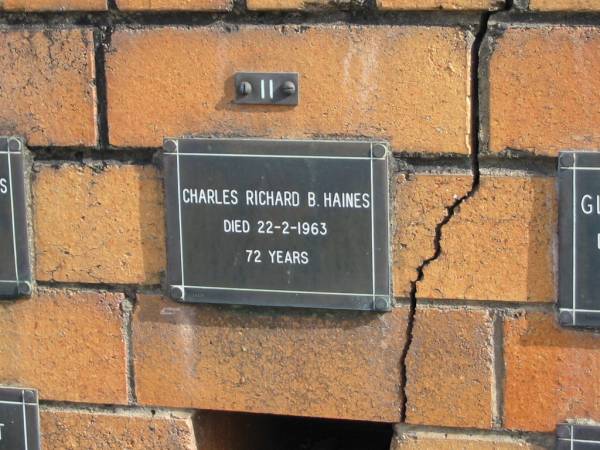 11
CHARLES RICHARD B. HAINES
DIED 22-2-1963
72 YEARS